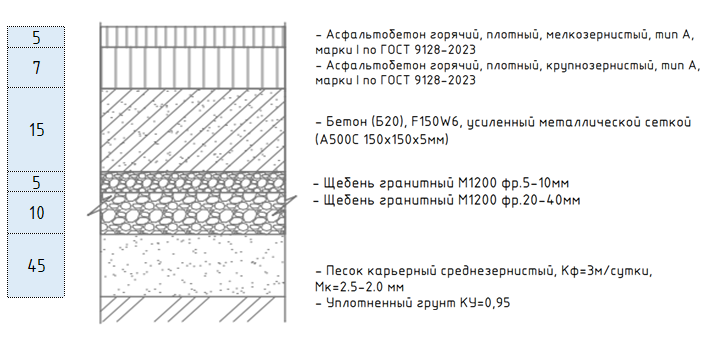 5
– Асфальтобетон горячий, плотный, мелкозернистый, тип А,
марки I по ГОСТ 9128-2023
7
– Асфальтобетон горячий, плотный, крупнозернистый, тип А,
марки I по ГОСТ 9128-2023
15
– Бетон (Б20), F150W6, усиленный металлической сеткой
(А500С 150х150х5мм)
5
– Щебень гранитный М1200 фр.5-10мм
10
– Щебень гранитный М1200 фр.20-40мм
45
– Песок карьерный среднезернистый, Кф=3м/сутки,
Мк=2.5-2.0 мм
– Уплотненный грунт КУ=0,95